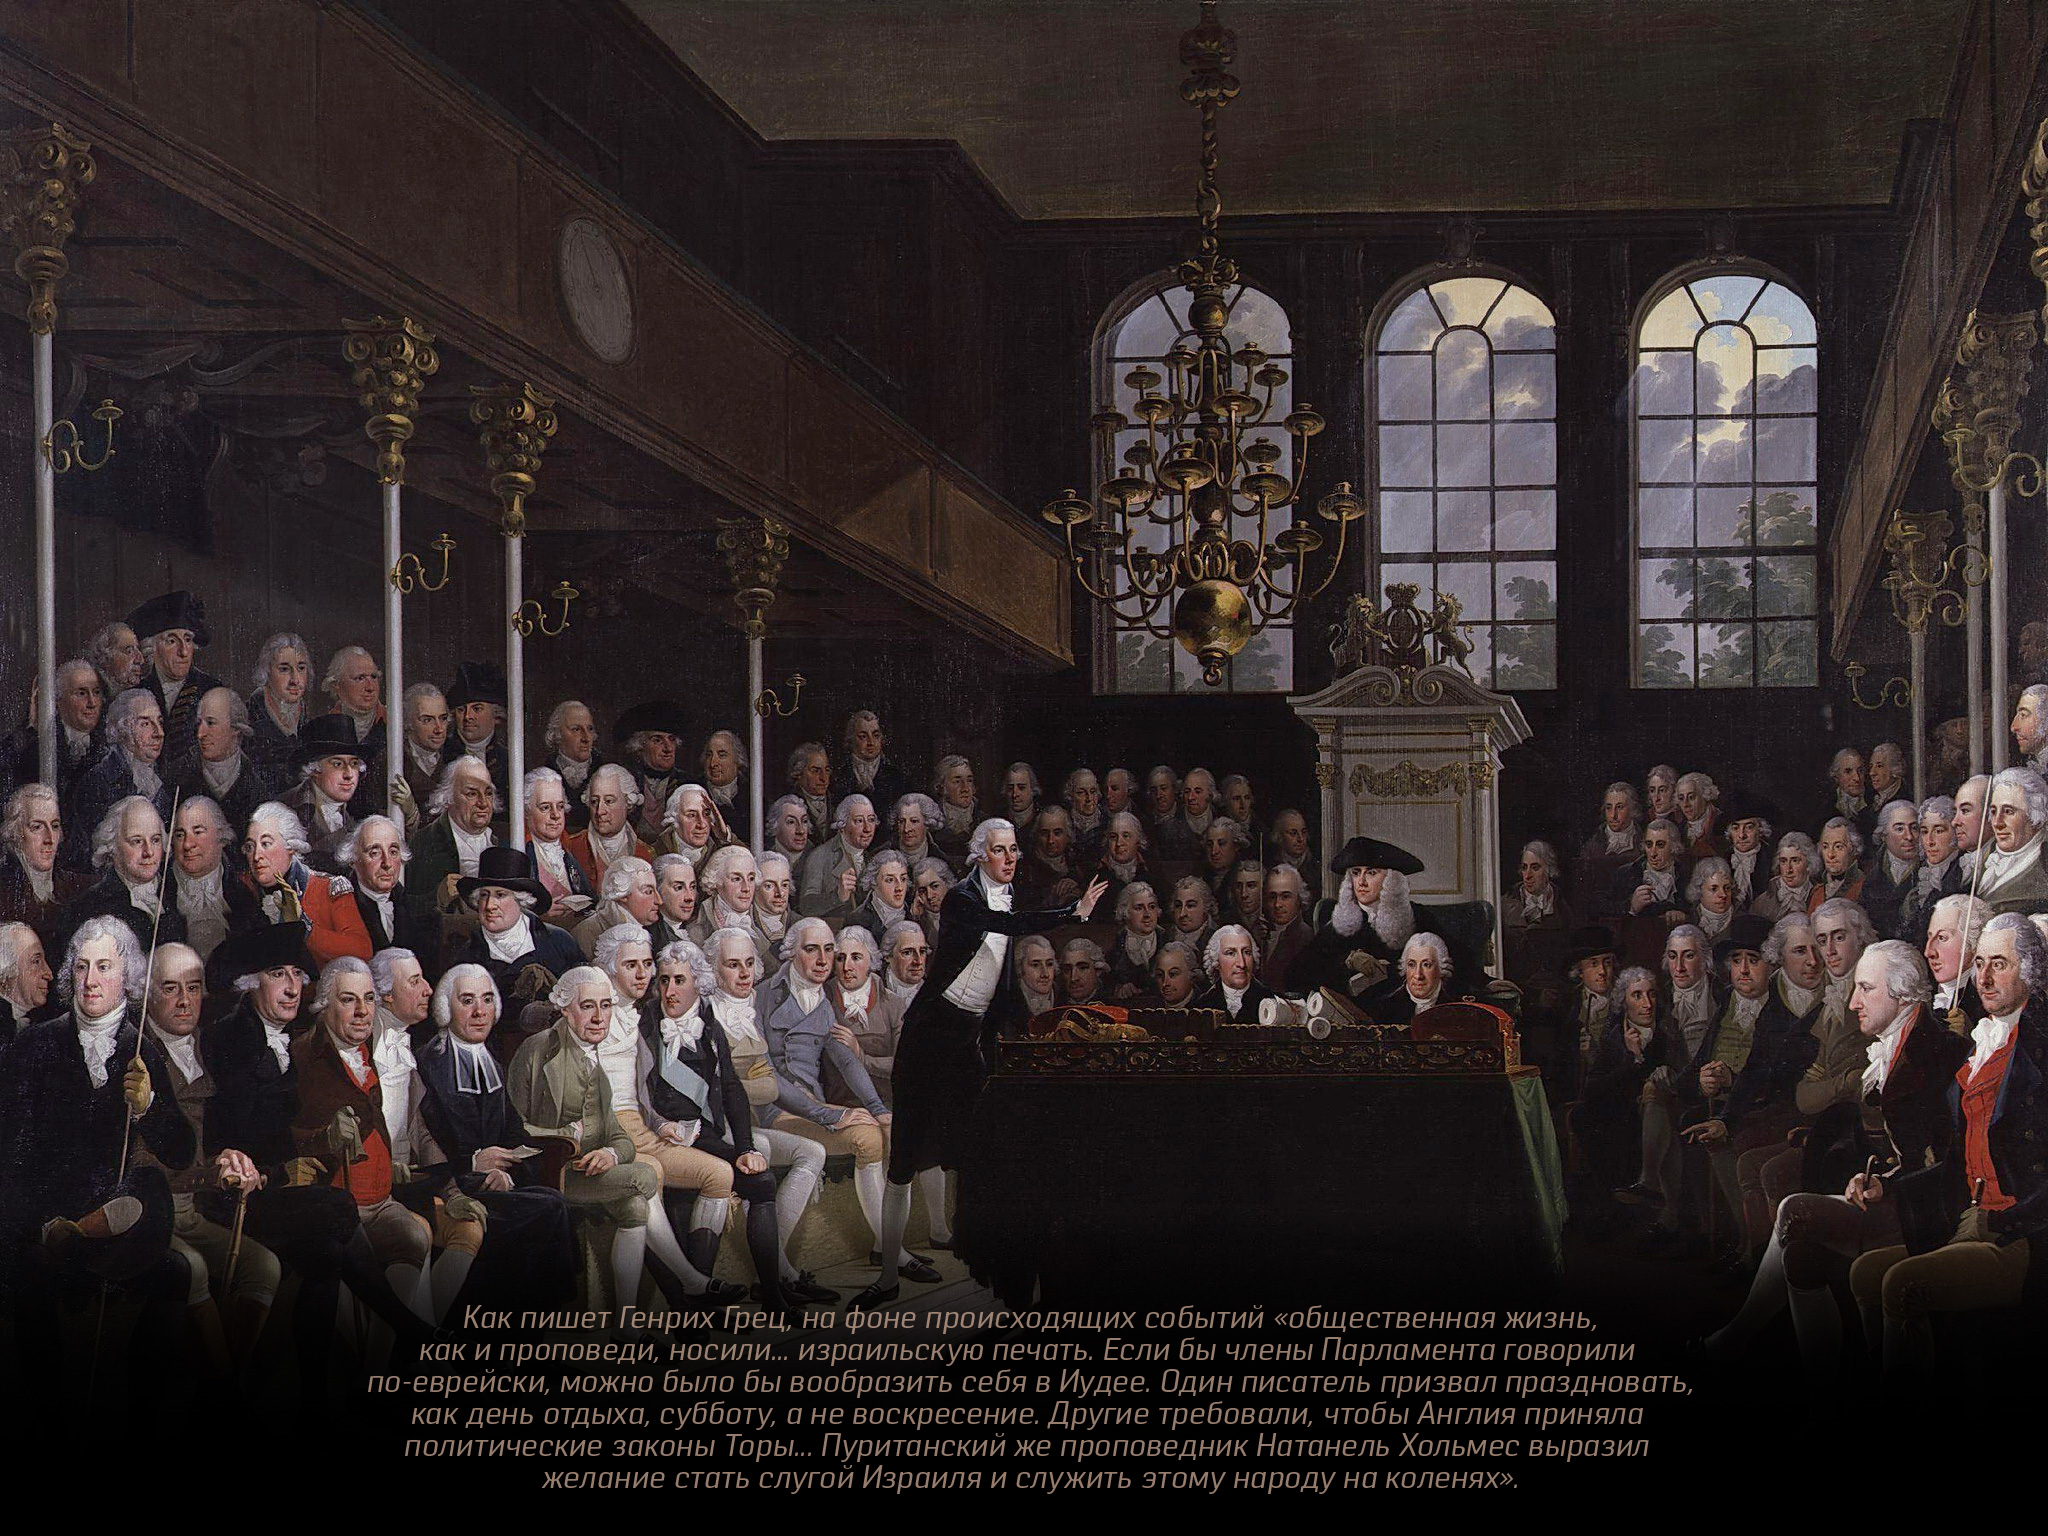 Как пишет Генрих Грец, на фоне происходящих событий «общественная жизнь,
как и проповеди, носили... израильскую печать. Если бы члены Парламента говорили
по-еврейски, можно было бы вообразить себя в Иудее. Один писатель призвал праздновать,
как день отдыха, субботу, а не воскресение. Другие требовали, чтобы Англия приняла
политические законы Торы... Пуританский же проповедник Натанель Хольмес выразил
желание стать слугой Израиля и служить этому народу на коленях».